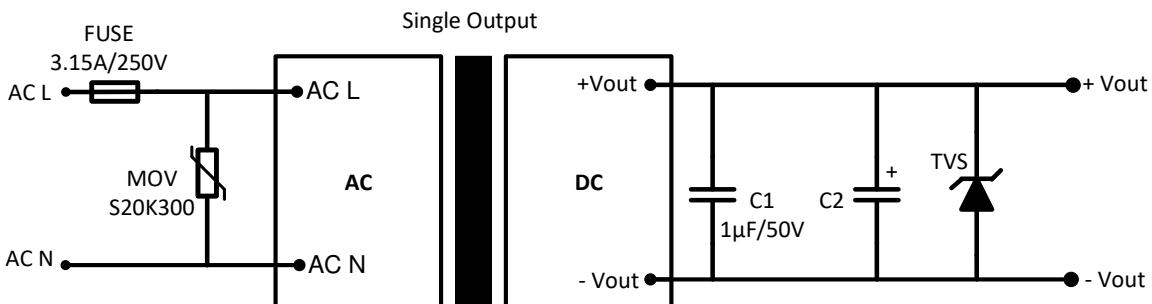 Single Output
FUSE
3.15A/250V
AC L
AC L
MOV
S20K300
AC N
AC N
AC
DC
+Vout
- Vout
C1
1µF/50V
C2
+
TVS
+ Vout
- Vout